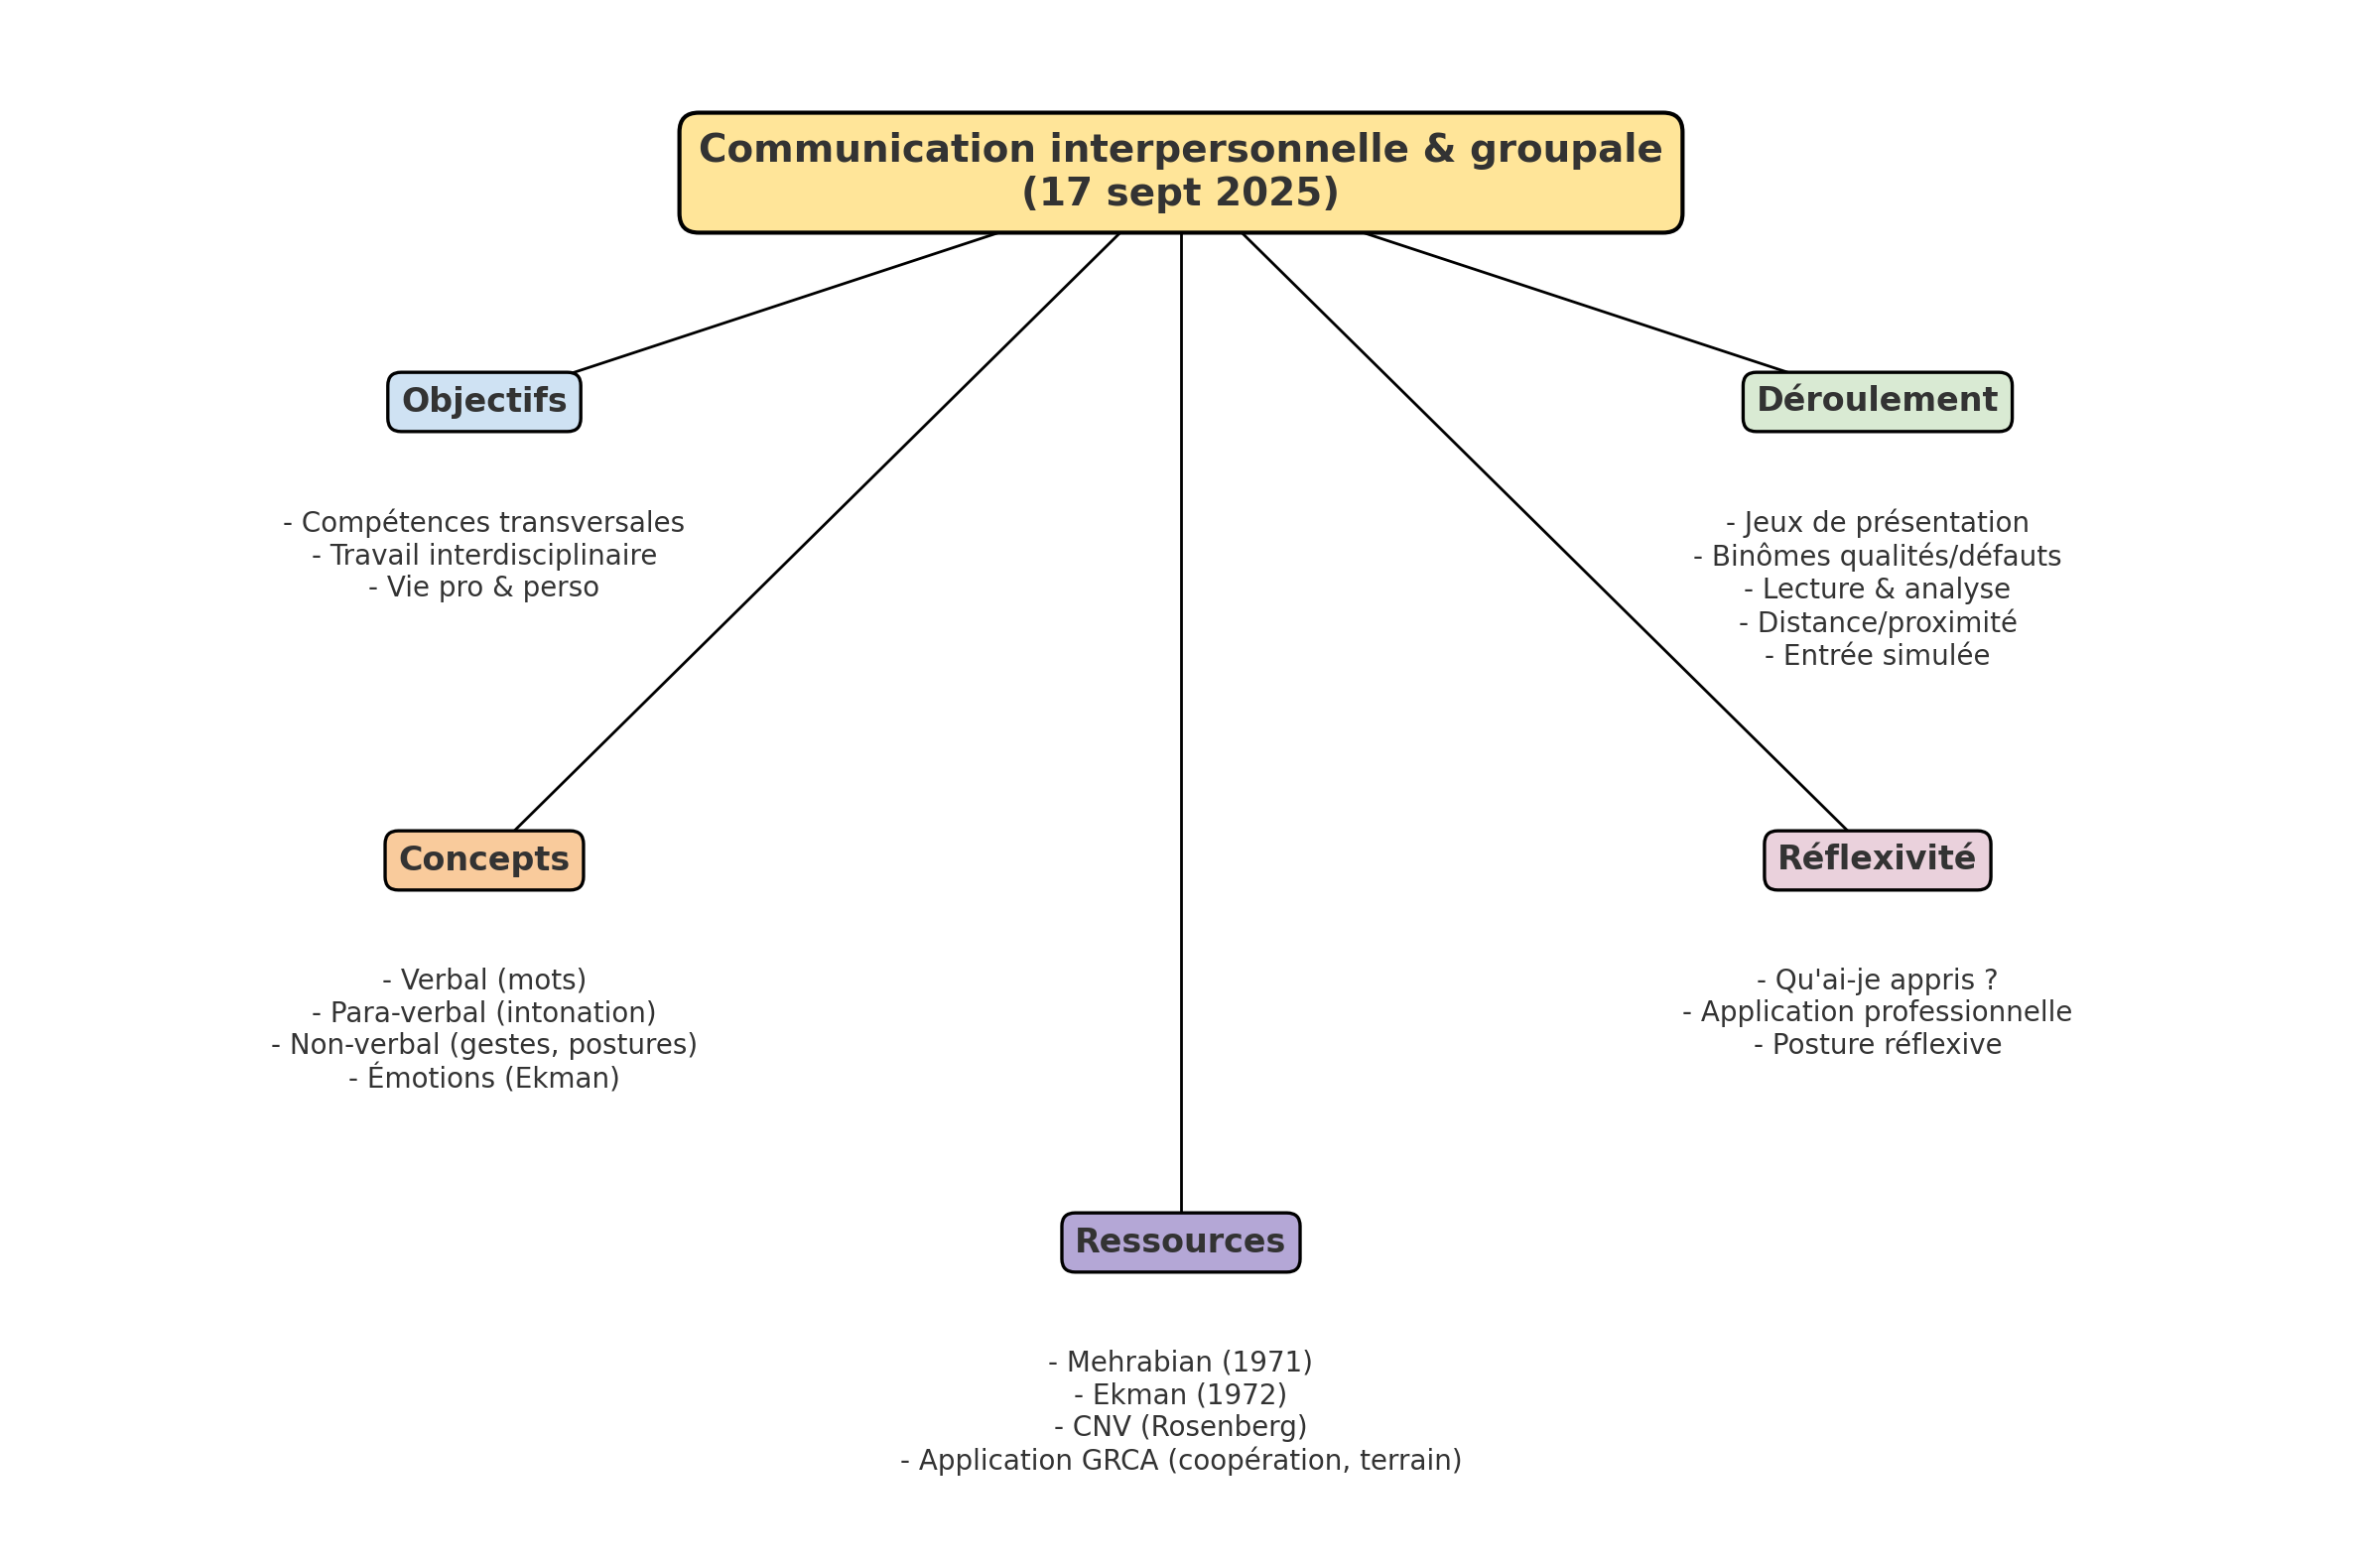 Communication interpersonnelle & groupale
(17 sept 2025)
Objectifs
- Compétences transversales
- Travail interdisciplinaire
- Vie pro & perso
Déroulement
- Jeux de présentation
- Binômes qualités/défauts
- Lecture & analyse
- Distance/proximité
- Entrée simulée
Concepts
- Verbal (mots)
- Para-verbal (intonation)
- Non-verbal (gestes, postures)
- Émotions (Ekman)
Réflexivité
- Qu'ai-je appris ?
- Application professionnelle
- Posture réflexive
Ressources
- Mehrabian (1971)
- Ekman (1972)
- CNV (Rosenberg)
- Application GRCA (coopération, terrain)